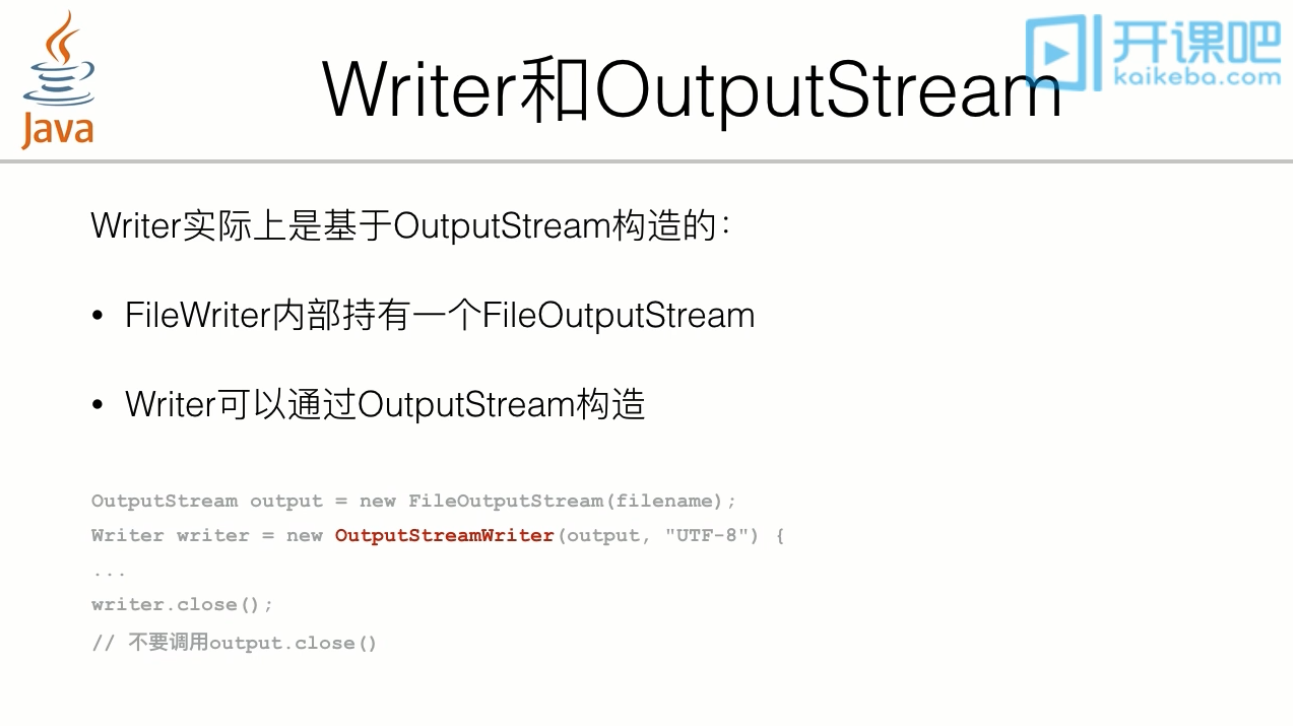 Java
Writer和OutputStream
开课吧
kaikeba.com
Writer实际上是基于OutputStream构造的：
• FileWriter内部持有一个FileOutputStream
• Writer可以通过OutputStream构造
OutputStream output = new FileOutputStream(filename);
Writer writer = new OutputStreamWriter(output, "UTF-8") {
...
writer.close();
// 不要调用output.close()